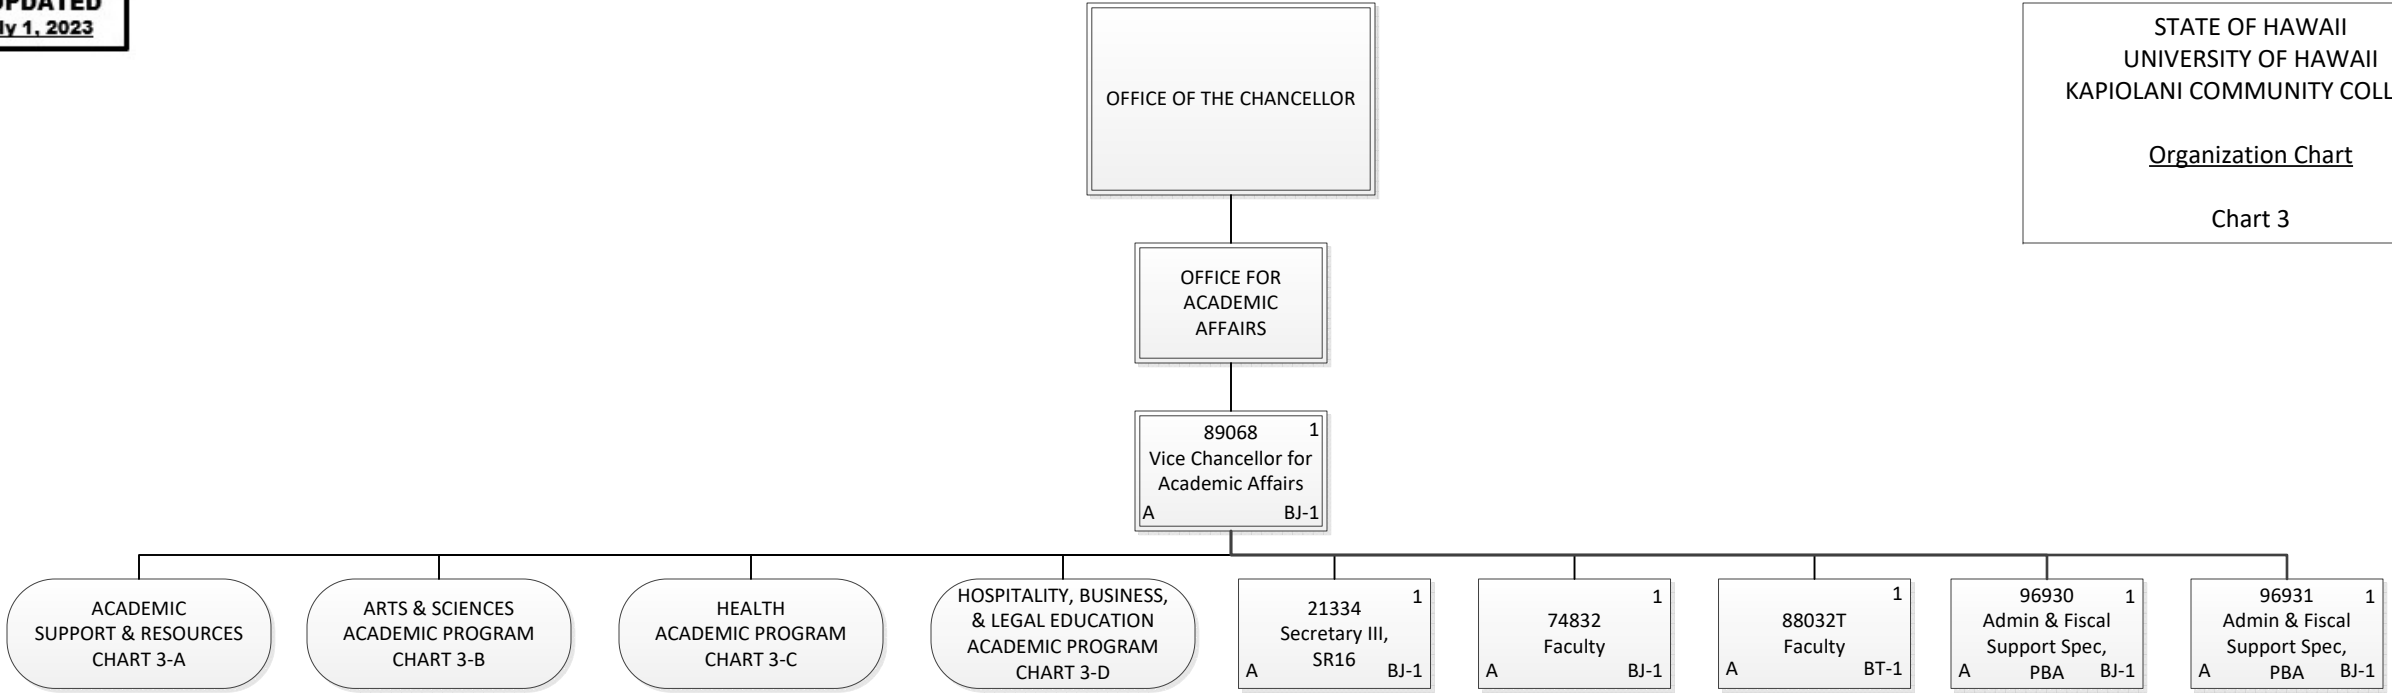 UPDATED
ly 1, 2023
STATE OF HAWAII
UNIVERSITY OF HAWAII
KAPIOLANI COMMUNITY COLL
Organization Chart
Chart 3
OFFICE OF THE CHANCELLOR
OFFICE FOR
ACADEMIC
AFFAIRS
89068 1
Vice Chancellor for
Academic Affairs
A BJ-1
ACADEMIC
SUPPORT & RESOURCES
CHART 3-A
ARTS & SCIENCES
ACADEMIC PROGRAM
CHART 3-B
HEALTH
ACADEMIC PROGRAM
CHART 3-C
HOSPITALITY, BUSINESS,
& LEGAL EDUCATION
ACADEMIC PROGRAM
CHART 3-D
21334 1
Secretary III,
SR16
A BJ-1
74832 1
Faculty
A BJ-1
88032T 1
Faculty
A BT-1
96930 1
Admin & Fiscal
Support Spec,
A PBA BJ-1
96931 1
Admin & Fiscal
Support Spec,
A PBA BJ-1